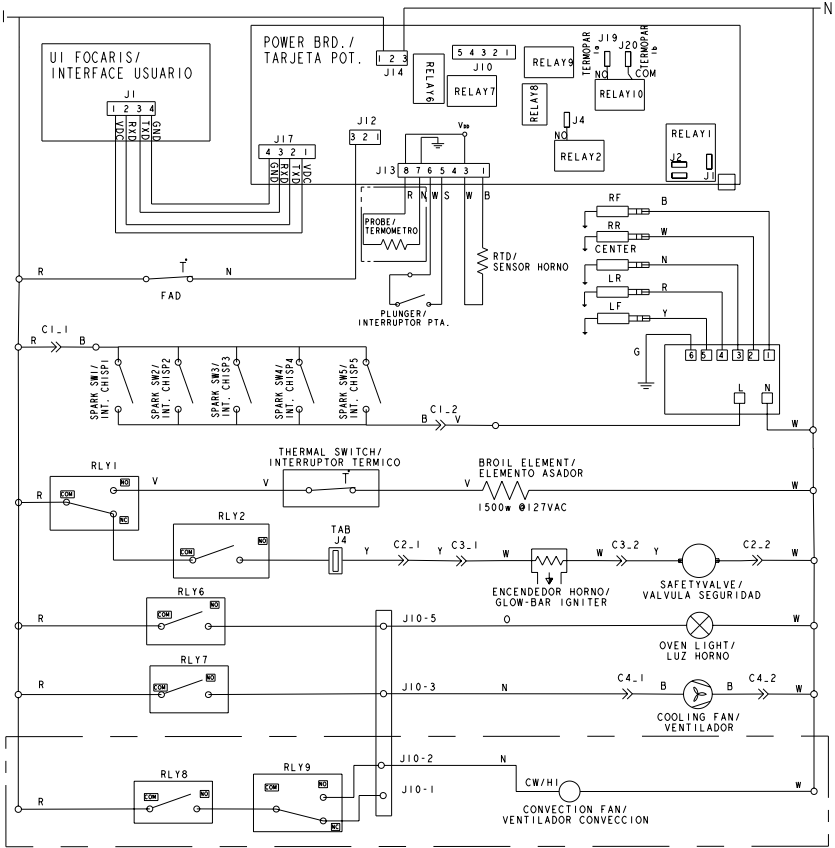 N
UI FOCARIS/
INTERFACE USUARIO
J1
1 2 3 4
VDC
RXD
TXD
GND
POWER BRD./
TARJETA POT.
J17
4 3 2 1
GND
RXD
TXD
VDC
J12
3 2 1
1 2 3
J14
RELAY6
5 4 3 2 1
J10
RELAY7
RELAY9
RELAY8
J4
NO
RELAY2
TERMOPAR
1a
J19
J20
TERMOPAR
1b
NO
COM
RELAY10
RELAY1
J2
J1
VDD
J13
8 7 6 5 4 3 1
R N W S W B
PROBE/
TERMOMETRO
RTD/
SENSOR HORNO
PLUNGER/
INTERRUPTOR PTA.
RF
B
RR
W
CENTER
N
LR
R
LF
Y
G
6 5 4 3 2 1
L N
R
T
N
FAD
R
C1_1
B
SPARK SW1/
INT. CHISP1
SPARK SW2/
INT. CHISP2
SPARK SW3/
INT. CHISP3
SPARK SW4/
INT. CHISP4
SPARK SW5/
INT. CHISP5
B
C1_2
V
W
RLY1
R
COM
NO
NC
V
THERMAL SWITCH/
INTERRUPTOR TERMICO
V
T
V
BROIL ELEMENT/
ELEMENTO ASADOR
1500w @127VAC
W
RLY2
COM
NO
TAB
J4
Y
C2_1
Y
C3_1
W
ENCENDEDOR HORNO/
GLOW-BAR IGNITER
W
C3_2
Y
SAFETYVALVE/
VALVULA SEGURIDAD
C2_2
W
RLY6
R
COM
NO
J10-5
O
OVEN LIGHT/
LUZ HORNO
W
RLY7
R
COM
NO
J10-3
N
C4_1
B
COOLING FAN/
VENTILADOR
B
C4_2
W
RLY8
R
COM
NO
RLY9
COM
NO
NC
J10-2
J10-1
N
CW/HI
CONVECTION FAN/
VENTILADOR CONVECCION
W